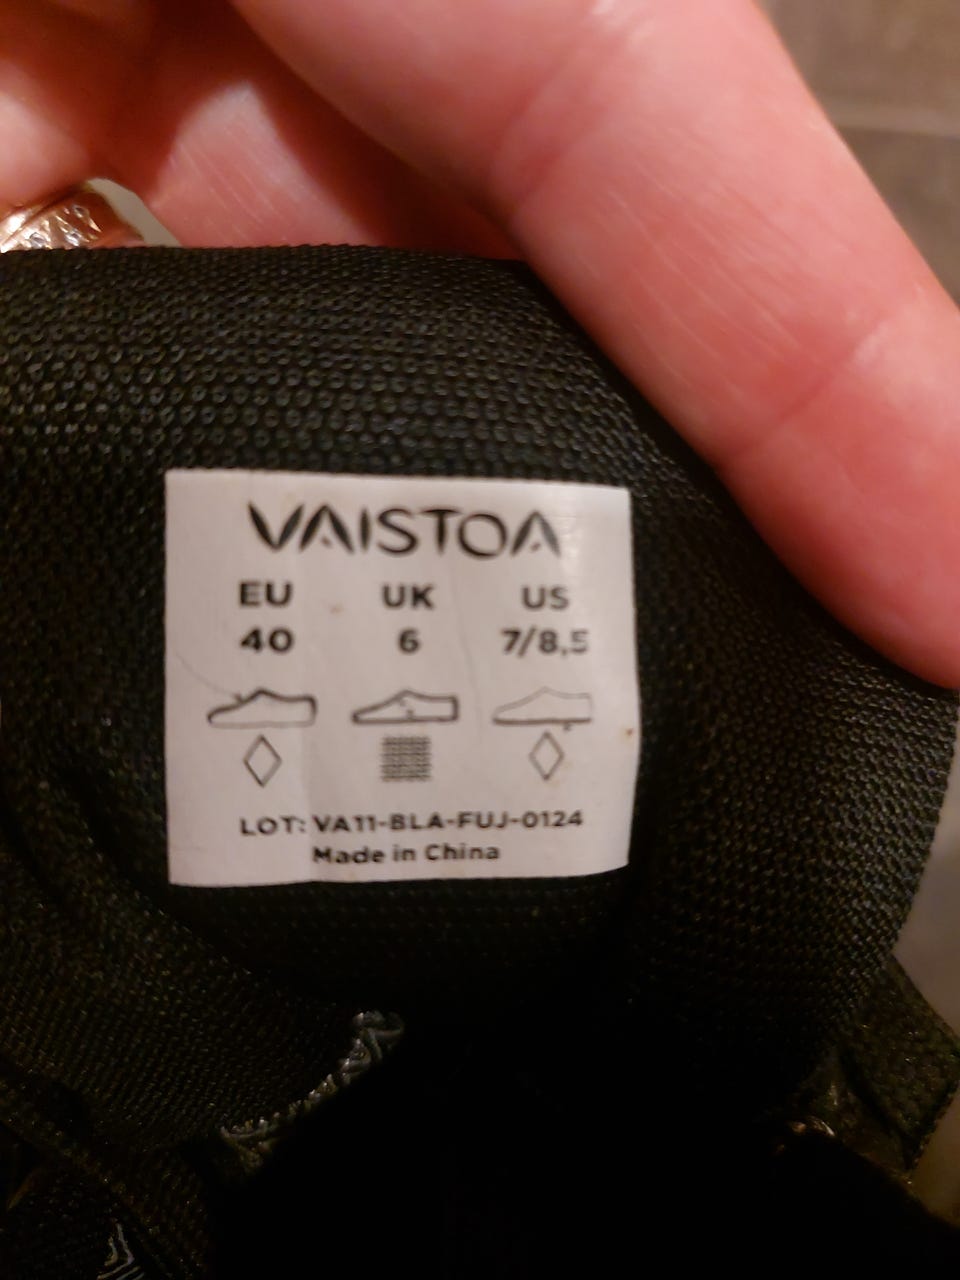 VAISTOA
EU UK US
40 6 7/8,5
LOT: VA11-BLA-FUJ-0124
Made in China